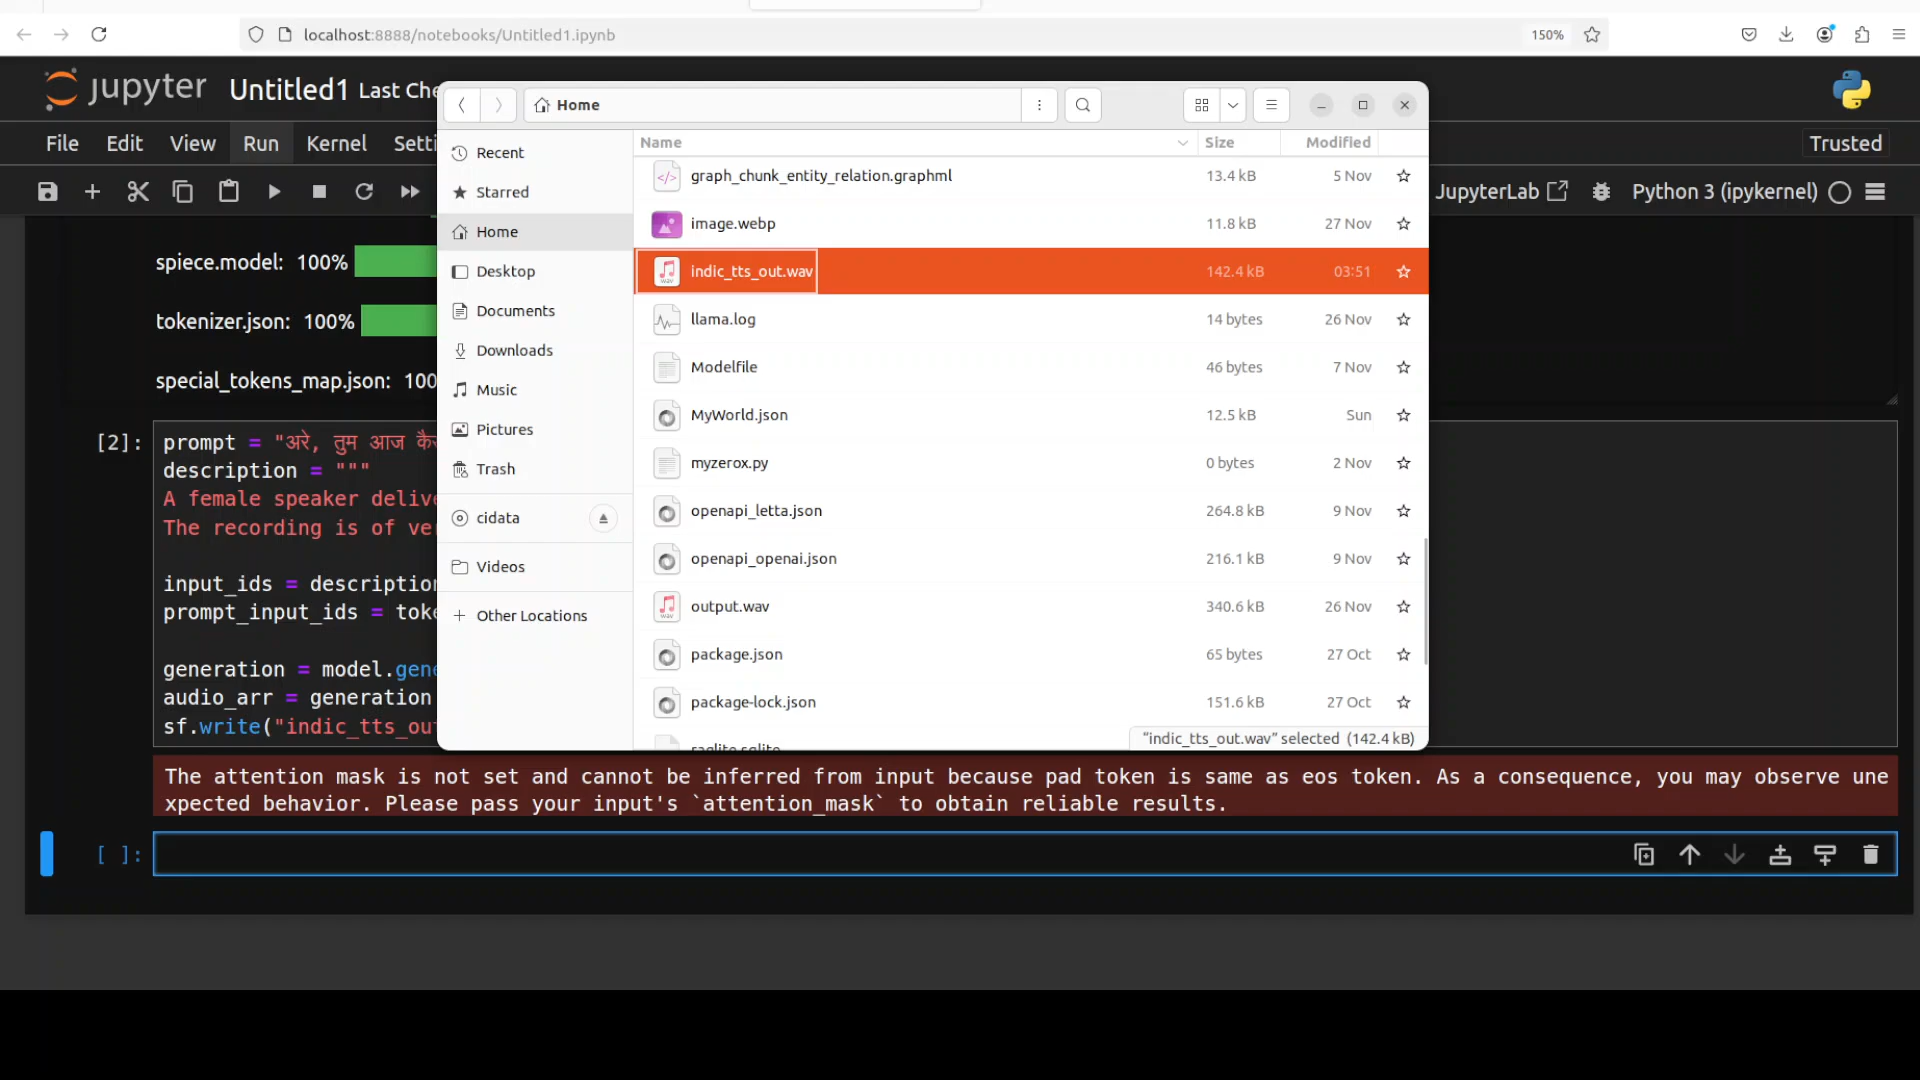 localhost:8888/notebooks/Untitled1.ipynb
150%
jupyter Untitled1 Last Che
Trusted
File Edit View Run Kernel Setti
JupyterLab
Python 3 (ipykernel)
Home
Recent
Starred
Home
Desktop
Documents
Downloads
Music
Pictures
Trash
cidata
Videos
Other Locations
Name Size Modified
graph_chunk_entity_relation.graphml 13.4 kB 5 Nov
image.webp 11.8 kB 27 Nov
indic_tts_out.wav 142.4 kB 03:51
llama.log 14 bytes 26 Nov
Modelfile 46 bytes 7 Nov
MyWorld.json 12.5 kB Sun
myzerox.py 0 bytes 2 Nov
openapi_letta.json 264.8 kB 9 Nov
openapi_openai.json 216.1 kB 9 Nov
output.wav 340.6 kB 26 Nov
package.json 65 bytes 27 Oct
package-lock.json 151.6 kB 27 Oct
"indic_tts_out.wav" selected (142.4 kB)
spiece.model: 100%
tokenizer.json: 100%
special_tokens_map.json: 100
[2]:
prompt = "अरे, तुम आज
description = """
A female speaker delive
The recording is of ver
input_ids = description
prompt_input_ids = toke
generation = model.gene
audio_arr = generation
sf.write("indic_tts_ou
The attention mask is not set and cannot be inferred from input because pad token is same as eos token. As a consequence, you may observe une
xpected behavior. Please pass your input's `attention_mask` to obtain reliable results.
[ ]: